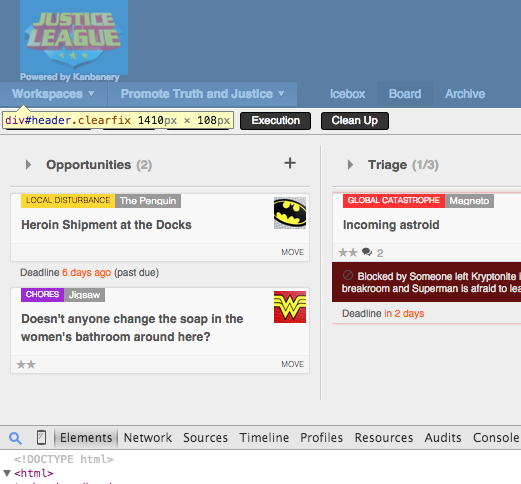 JUSTICE
LEAGUE
Powered by Kanbanery
Workspaces ▾ Promote Truth and Justice ▾ Icebox Board Archive
div#header.clearfix 1410px × 108px Execution Clean Up
Opportunities (2) + Triage (1/3)
LOCAL DISTURBANCE The Penguin
Heroin Shipment at the Docks
MOVE
Deadline 6 days ago (past due)
CHORES Jigsaw
Doesn't anyone change the soap in the
women's bathroom around here?
MOVE
GLOBAL CATASTROPHE Magneto
Incoming astroid
2
Blocked by Someone left Kryptonite
breakroom and Superman is afraid to
Deadline in 2 days
Elements Network Sources Timeline Profiles Resources Audits Console
<!DOCTYPE html>
▼<html>